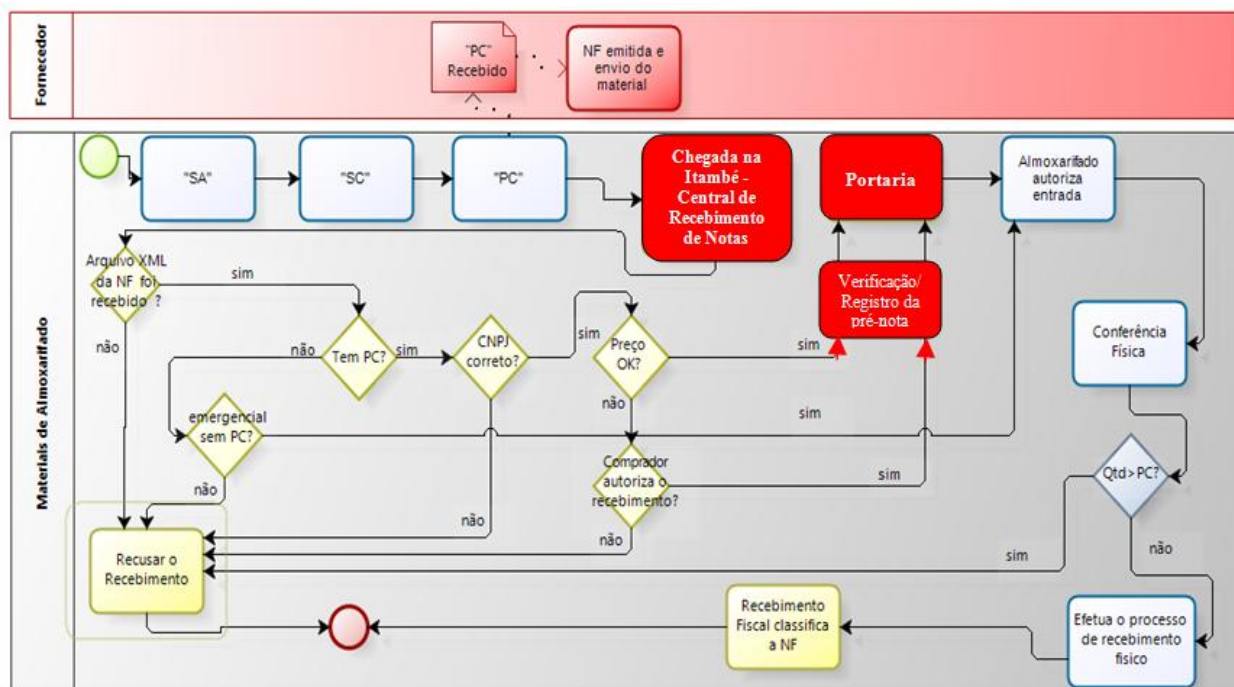 Fornecedor
"PC"
Recebido
NF emitida e
envio do
material
Materiais de Almoxarifado
"SA"
"SC"
"PC"
Chegada na
Itambé -
Central de
Recebimento
de Notas
Portaria
Almoxarifado
autoriza
entrada
Arquivo XML
da NF foi
recebido ?
sim
não
Tem PC?
não
sim
CNPJ
correto?
sim
Preço
OK?
sim
não
Verificação/
Registro da
pré-nota
Conferência
Física
emergencial
sem PC?
sim
não
Comprador
autoriza o
recebimento?
sim
Qtd>PC?
não
não
sim
não
Recusar o
Recebimento
Recebimento
Fiscal classifica
a NF
Efetua o processo
de recebimento
fisico